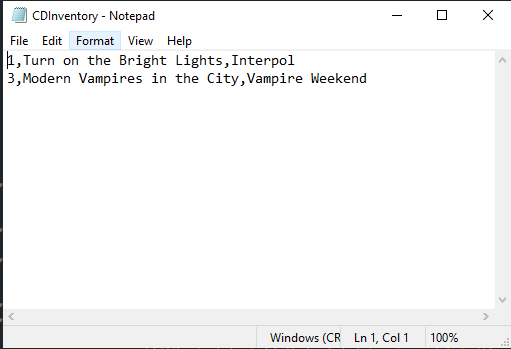 CDInventory - Notepad
File Edit Format View Help
1,Turn on the Bright Lights,Interpol
3,Modern Vampires in the City,Vampire Weekend
Windows (CR Ln 1, Col 1 100%